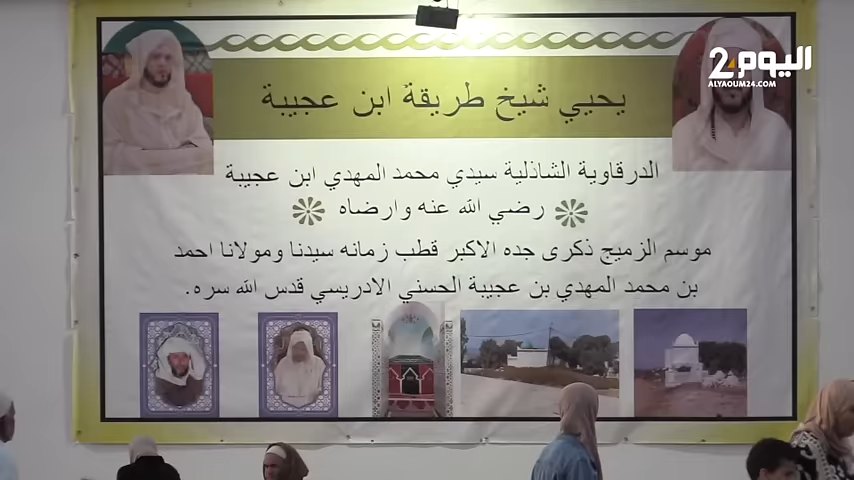 اليوم24
ALYAOUM24.COM
يحيي شيخ طريقة ابن عجيبة
الدرقاوية الشاذلية سيدي محمد المهدي ابن عجيبة
رضي الله عنه وارضاه
موسم الزميج ذكرى جده الاكبر قطب زمانه سيدنا ومولانا احمد
بن محمد المهدي بن عجيبة الحسني الادريسي قدس الله سره.